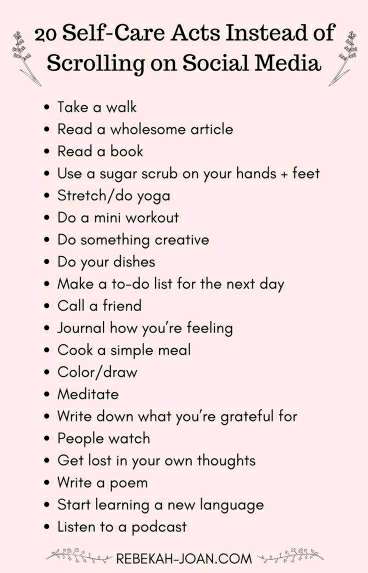 20 Self-Care Acts Instead of
Scrolling on Social Media
• Take a walk
• Read a wholesome article
• Read a book
• Use a sugar scrub on your hands + feet
• Stretch/do yoga
• Do a mini workout
• Do something creative
• Do your dishes
• Make a to-do list for the next day
• Call a friend
• Journal how you're feeling
• Cook a simple meal
• Color/draw
• Meditate
• Write down what you're grateful for
• People watch
• Get lost in your own thoughts
• Write a poem
• Start learning a new language
• Listen to a podcast
REBEKAH-JOAN.COM